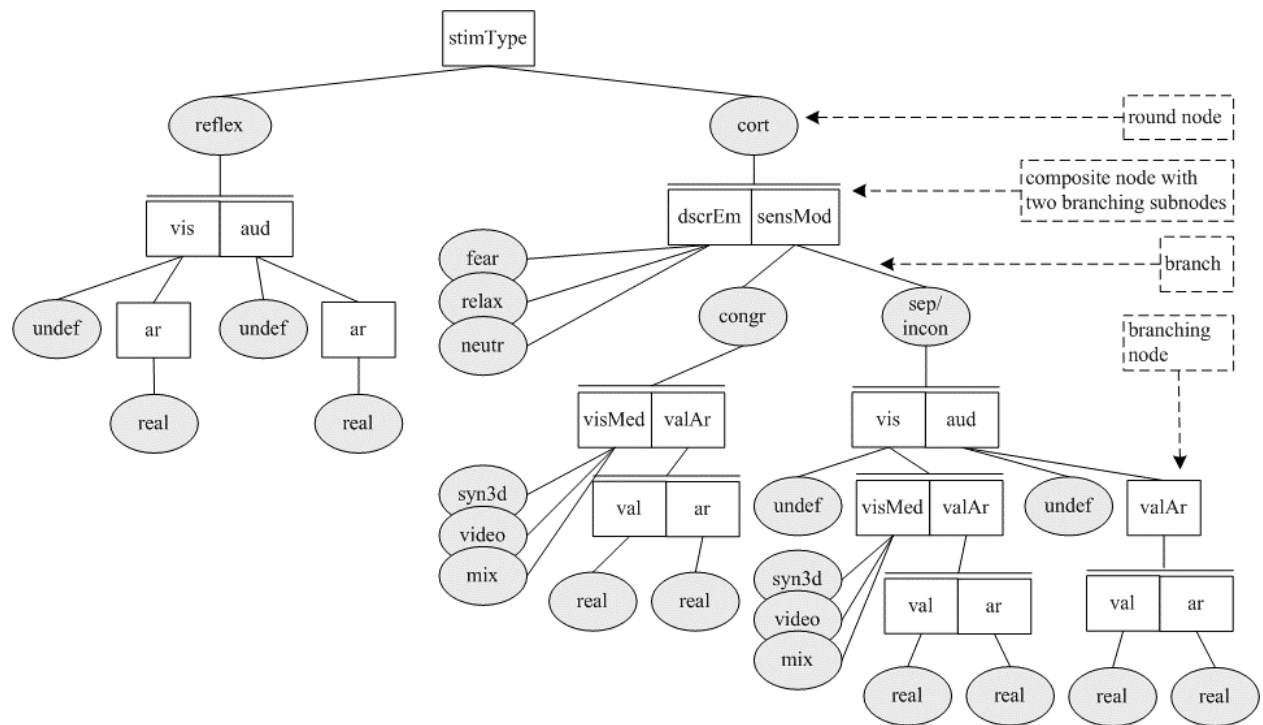 stimType
reflex
cort
round node
composite node with
two branching subnodes
vis aud
dscrEm sensMod
fear
relax
neutr
branch
undef
ar
undef
ar
congr
sep/
incon
branching
node
real
real
visMed valAr
vis aud
syn3d
video
mix
val ar
undef
visMed valAr
undef
valAr
syn3d
video
mix
real
real
val ar
val ar
real
real
real
real